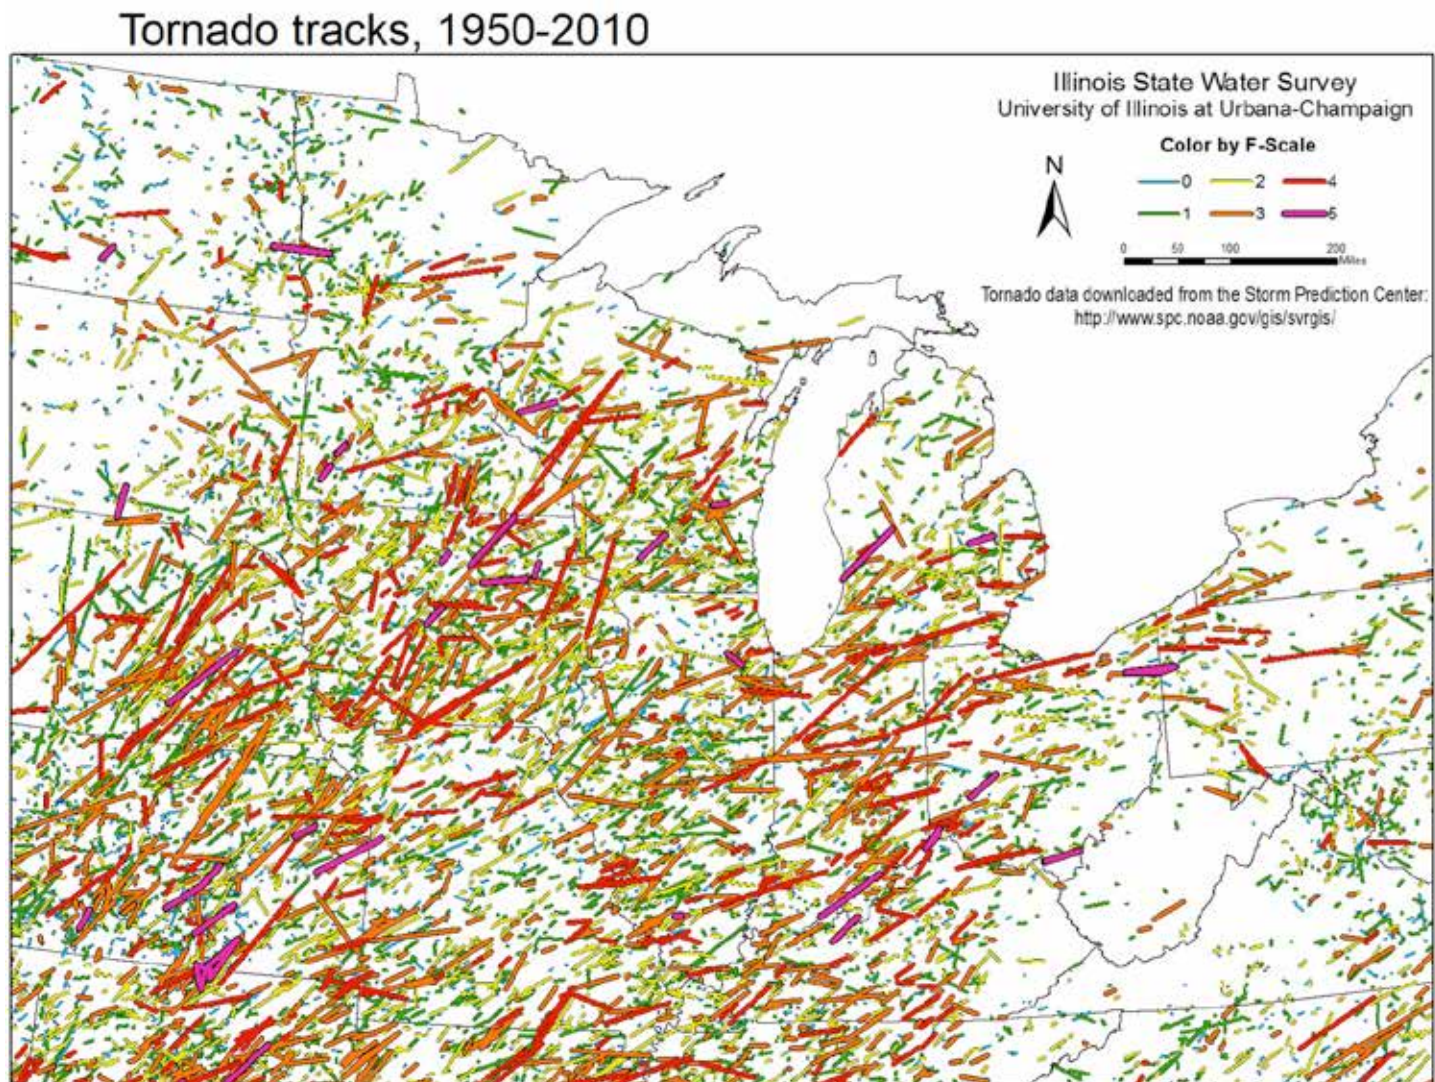 Tornado tracks, 1950-2010
Illinois State Water Survey
University of Illinois at Urbana-Champaign
Color by F-Scale
N
0 2 4
1 3 5
0 50 100 200
Miles
Tornado data downloaded from the Storm Prediction Center:
http://www.spc.noaa.gov/gis/svrgis/